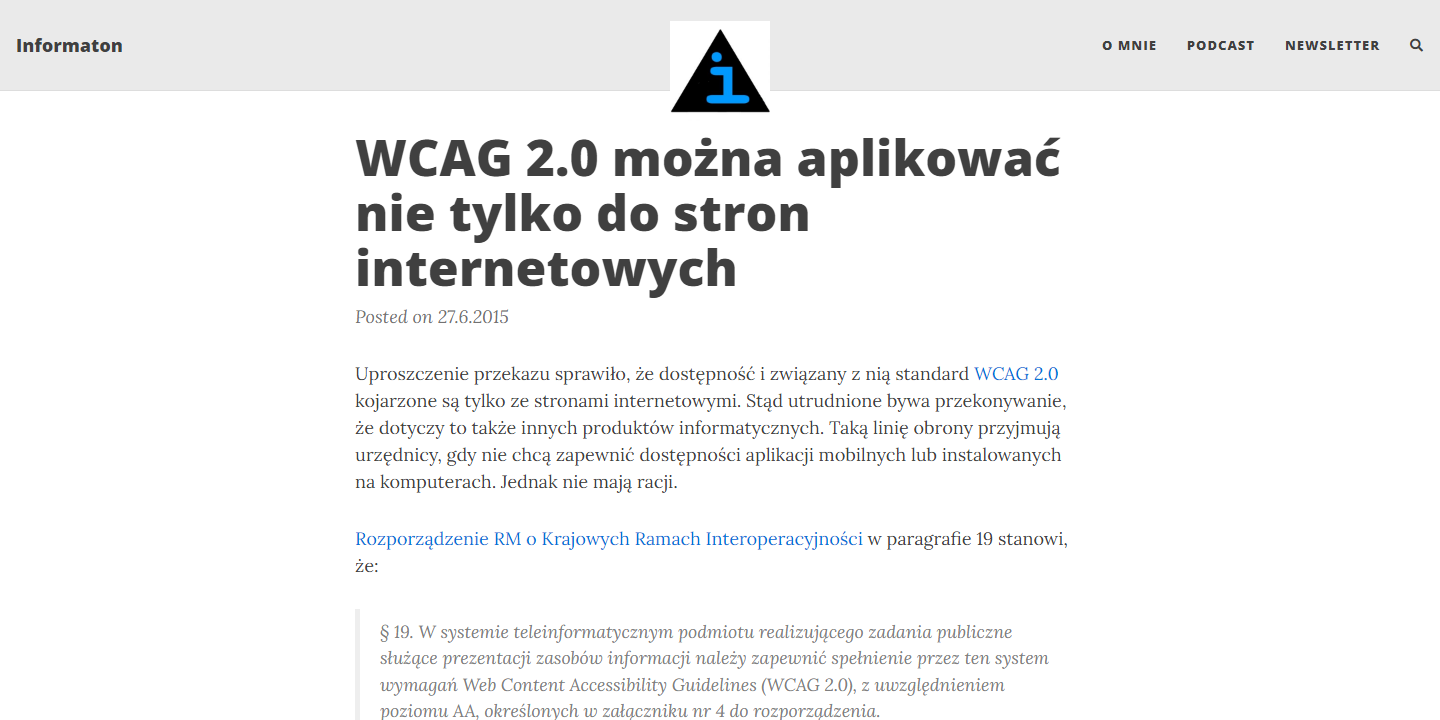 Informaton
i
O MNIE
PODCAST
NEWSLETTER
WCAG 2.0 można aplikować
nie tylko do stron
internetowych
Posted on 27.6.2015
Uproszczenie przekazu sprawiło, że dostępność i związany z nią standard WCAG 2.0
kojarzone są tylko ze stronami internetowymi. Stąd utrudnione bywa przekonywanie,
że dotyczy to także innych produktów informatycznych. Taką linię obrony przyjmują
urzędnicy, gdy nie chcą zapewnić dostępności aplikacji mobilnych lub instalowanych
na komputerach. Jednak nie mają racji.
Rozporządzenie RM o Krajowych Ramach Interoperacyjności w paragrafie 19 stanowi,
że:
§ 19. W systemie teleinformatycznym podmiotu realizującego zadania publiczne
służące prezentacji zasobów informacji należy zapewnić spełnienie przez ten system
wymagań Web Content Accessibility Guidelines (WCAG 2.0), z uwzględnieniem
poziomu AA, określonych w załączniku nr 4 do rozporządzenia.